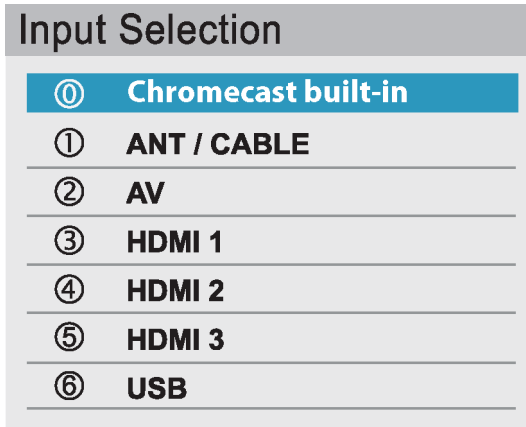 Input Selection
⓪ Chromecast built-in
① ANT / CABLE
② AV
③ HDMI 1
④ HDMI 2
⑤ HDMI 3
⑥ USB